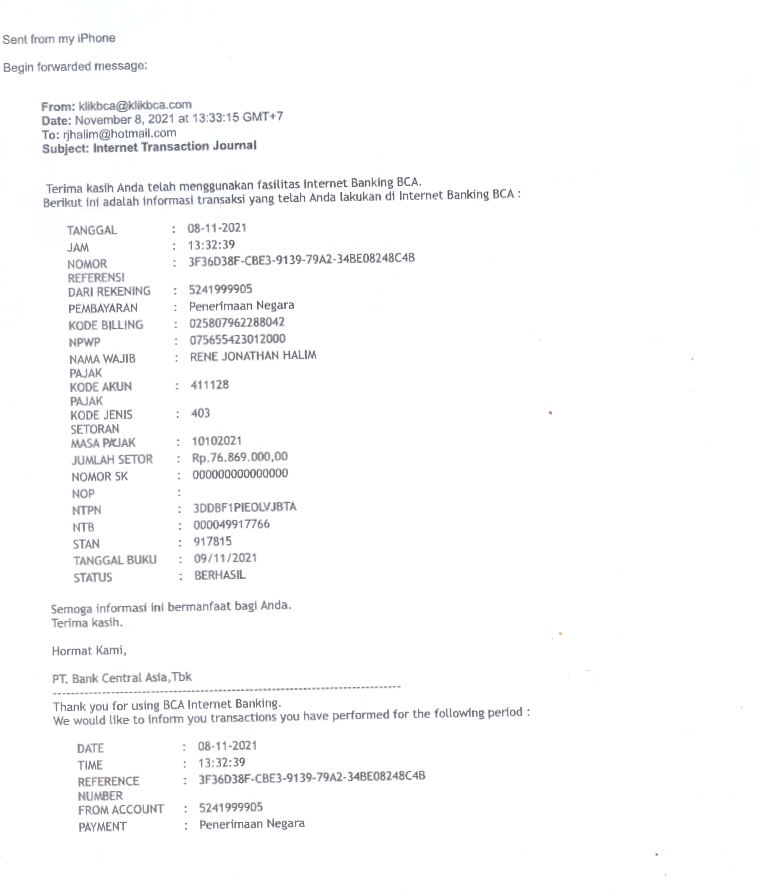 Sent from my iPhone
Begin forwarded message:
From: klikbca@klikbca.com
Date: November 8, 2021 at 13:33:15 GMT+7
To: rjhalim@hotmail.com
Subject: Internet Transaction Journal
Terima kasih Anda telah menggunakan fasilitas Internet Banking BCA.
Berikut ini adalah informasi transaksi yang telah Anda lakukan di Internet Banking BCA :
TANGGAL : 08-11-2021
JAM : 13:32:39
NOMOR : 3F36D38F-CBE3-9139-79A2-34BE08248C4B
REFERENSI
DARI REKENING : 5241999905
PEMBAYARAN : Penerimaan Negara
KODE BILLING : 025807962288042
NPWP : 075655423012000
NAMA WAJIB : RENE JONATHAN HALIM
PAJAK
KODE AKUN : 411128
PAJAK
KODE JENIS : 403
SETORAN
MASA PAJAK : 10102021
JUMLAH SETOR : Rp.76.869.000,00
NOMOR SK : 000000000000000
NOP :
NTPN : 3DDBF1PIEOLVJBTA
NTB : 000049917766
STAN : 917815
TANGGAL BUKU : 09/11/2021
STATUS : BERHASIL
Semoga informasi ini bermanfaat bagi Anda.
Terima kasih.
Hormat Kami,
PT. Bank Central Asia,Tbk
--------------------------------------------------------------------------------
Thank you for using BCA Internet Banking.
We would like to inform you transactions you have performed for the following period :
DATE : 08-11-2021
TIME : 13:32:39
REFERENCE : 3F36D38F-CBE3-9139-79A2-34BE08248C4B
NUMBER
FROM ACCOUNT : 5241999905
PAYMENT : Penerimaan Negara